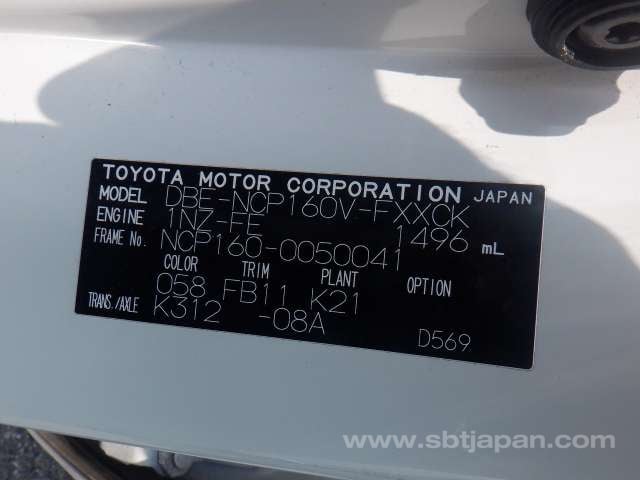 TOYOTA MOTOR CORPORATION JAPAN
MODEL DBE-NCP160V-FXXCK
ENGINE 1NZ-FE 1496 mL
FRAME No. NCP160-0050041
COLOR TRIM PLANT OPTION
058 FB11 K21
TRANS./AXLE K312 -08A
D569
www.sbtjapan.com